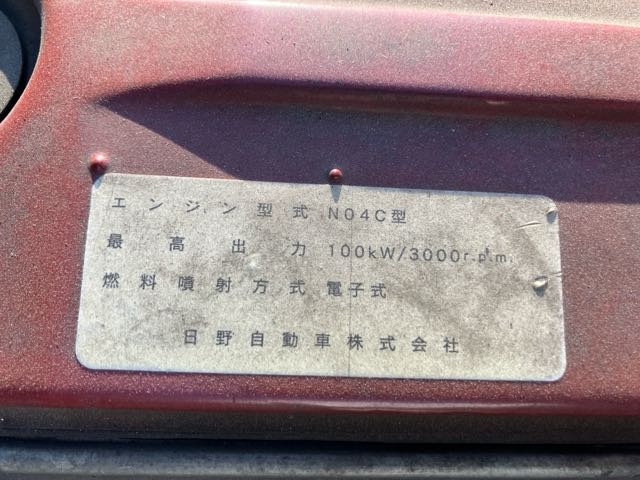 エンジン型式 N04C型
最高出力 100kW/3000r.p.m.
燃料噴射方式 電子式
日野自動車株式会社